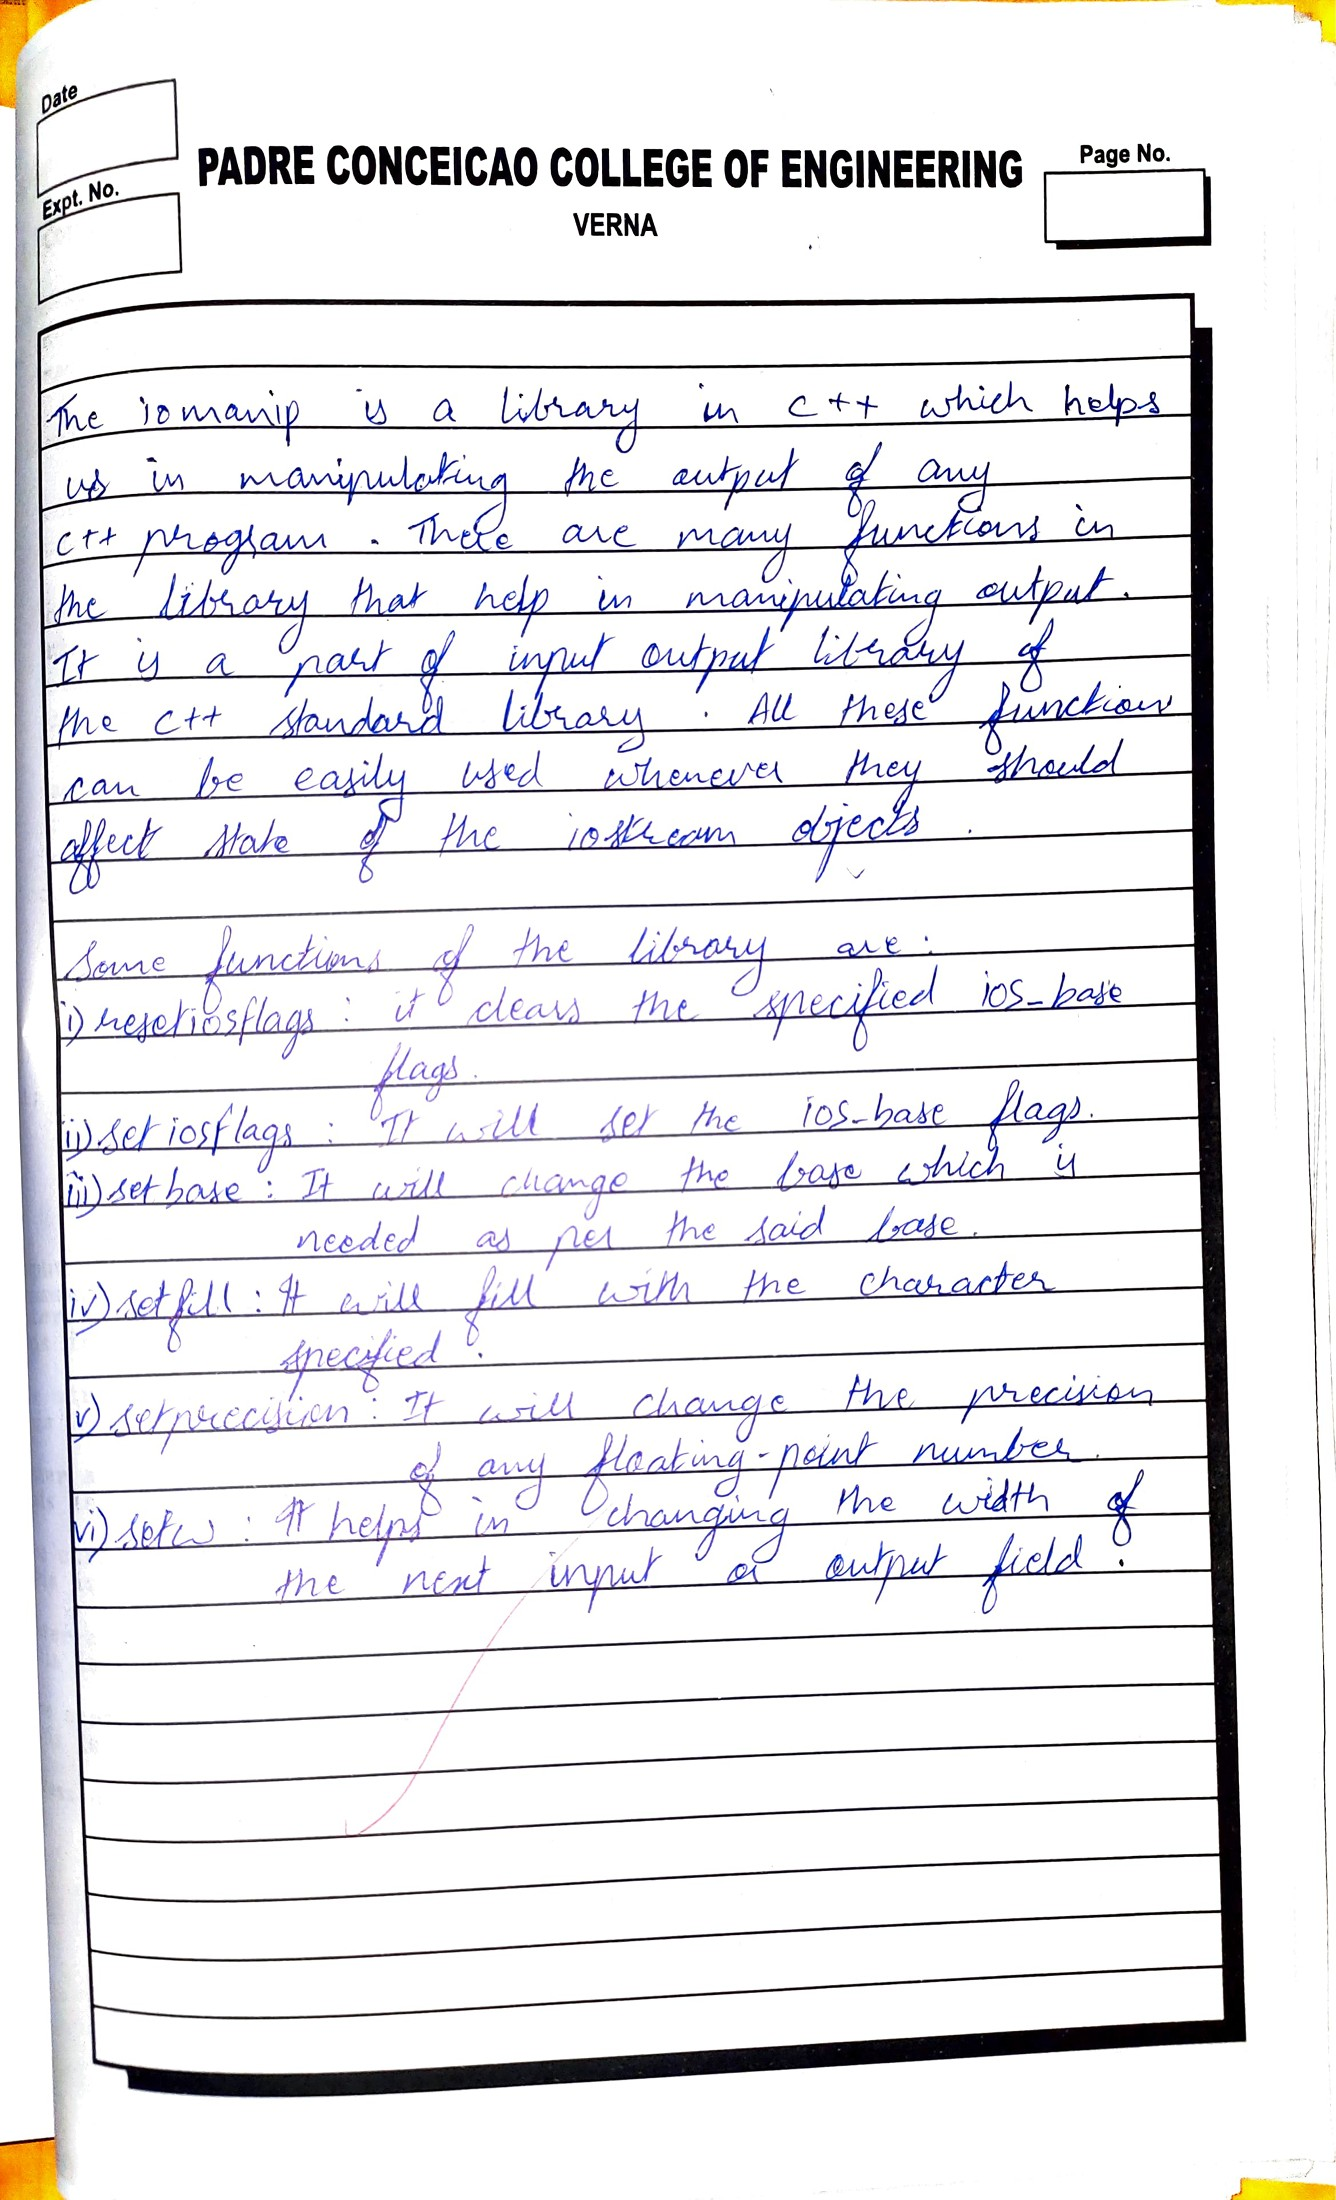 Date
Expt. No.
PADRE CONCEICAO COLLEGE OF ENGINEERING
VERNA
Page No.
The iomanip is a library in c++ which helps
us in manipulating the output of any
c++ program. There are many functions in
the library that help in manipulating output.
It is a part of input output library of
the c++ standard library. All these function
can be easily used whenever they should
affect state of the iostream objects.
Some functions of the library are:
i) resetiosflags: it clears the specified ios_base
flags.
ii) setiosflags: It will set the ios_base flags.
iii) setbase: It will change the base which is
needed as per the said base.
iv) setfill: It will fill with the character
specified.
v) setprecision: It will change the precision
of any floating-point number.
vi) setw: It helps in changing the width of
the next input or output field.